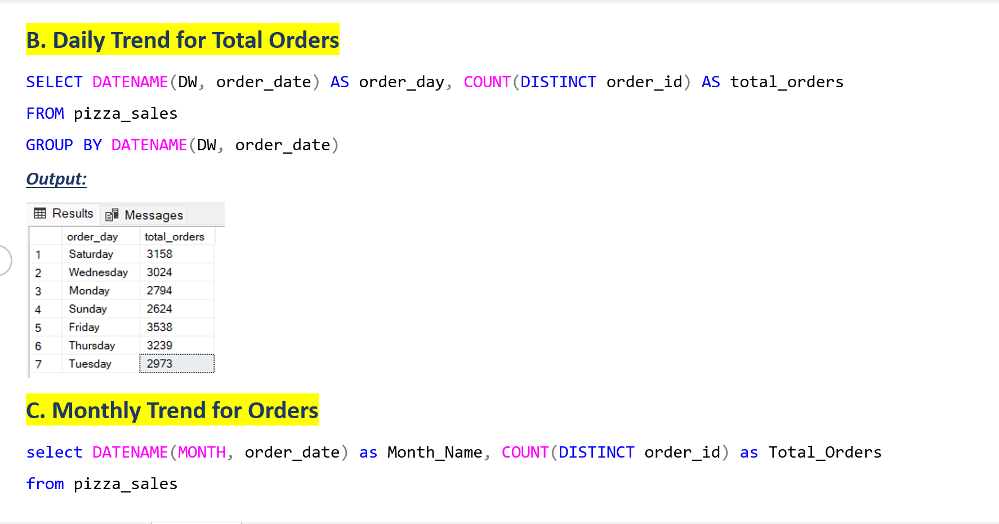 B. Daily Trend for Total Orders
SELECT DATENAME(DW, order_date) AS order_day, COUNT(DISTINCT order_id) AS total_orders
FROM pizza_sales
GROUP BY DATENAME(DW, order_date)
Output:
Results Messages
order_day total_orders
1 Saturday 3158
2 Wednesday 3024
3 Monday 2794
4 Sunday 2624
5 Friday 3538
6 Thursday 3239
7 Tuesday 2973
C. Monthly Trend for Orders
select DATENAME(MONTH, order_date) as Month_Name, COUNT(DISTINCT order_id) as Total_Orders
from pizza_sales